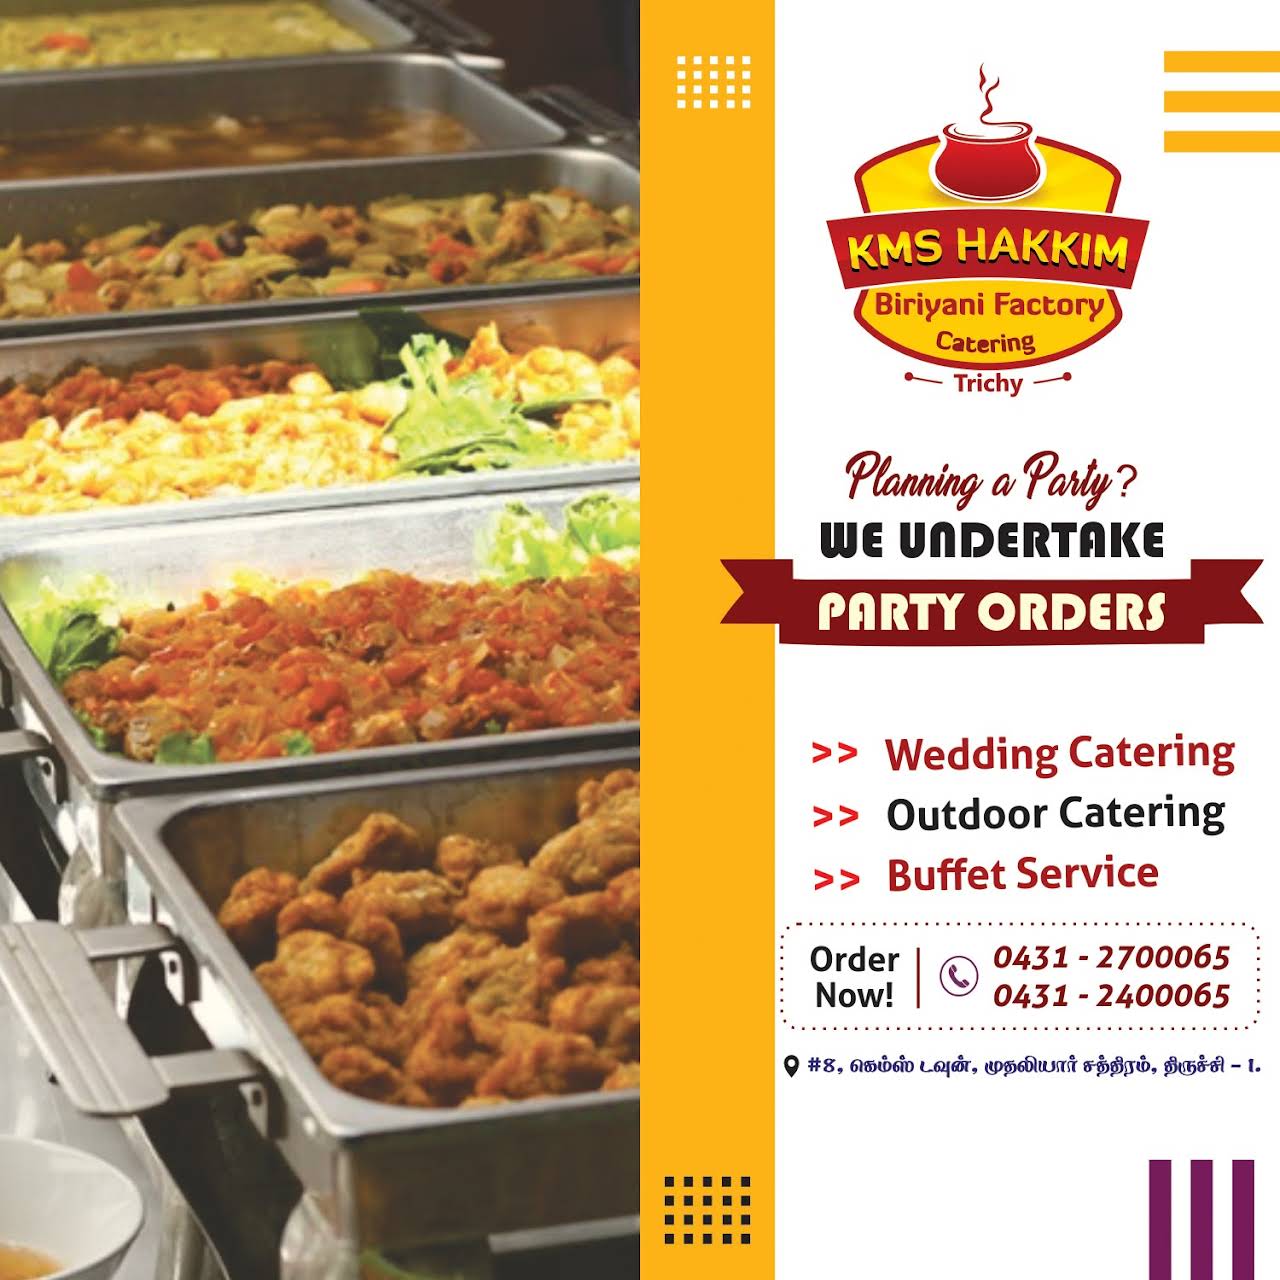 KMS HAKKIM
Biriyani Factory
Catering
Trichy
Planning a Party?
WE UNDERTAKE
PARTY ORDERS
>> Wedding Catering
>> Outdoor Catering
>> Buffet Service
Order Now!
0431 - 2700065
0431 - 2400065
#8, கெம்ஸ் டவுன், முதலியார் சத்திரம், திருச்சி - 1.